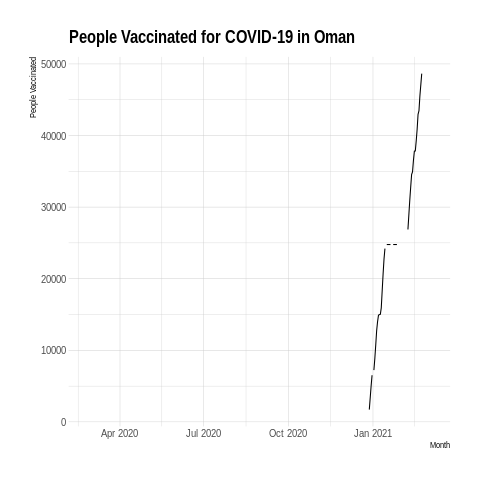 People Vaccinated for COVID-19 in Oman
People Vaccinated
50000
40000
30000
20000
10000
0
Apr 2020 Jul 2020 Oct 2020 Jan 2021
Month